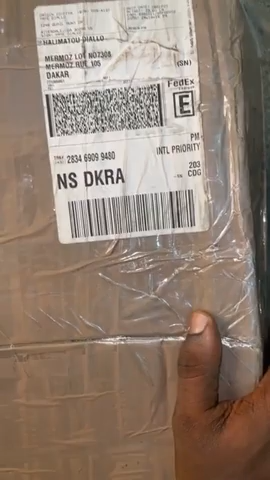 HALIMATOU DIALLO
MERMOZ LOT NO7308
MERMOZ RUE 105
DAKAR
(SN)
FedEx
E
PM
INTL PRIORITY
2834 6909 9480
NS DKRA
203
CDG